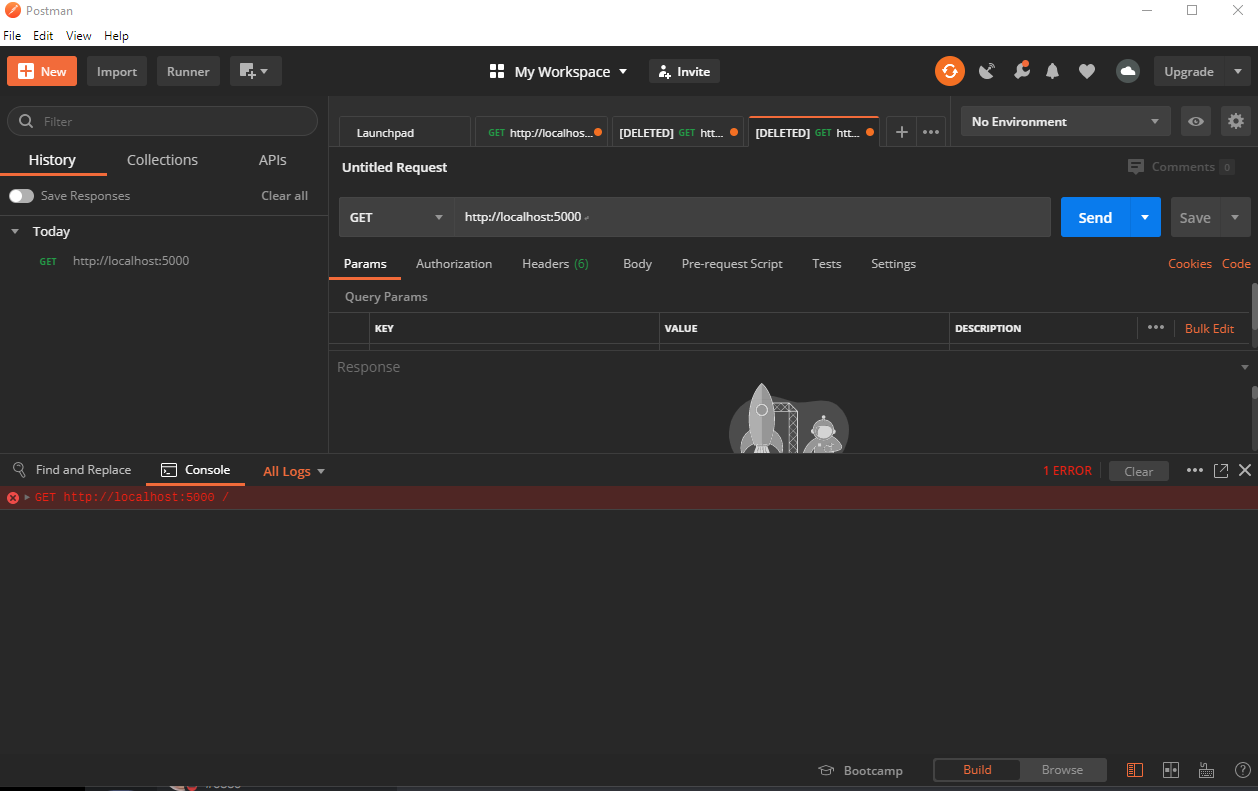 Postman
File Edit View Help
New Import Runner My Workspace Invite Upgrade
Filter
History Collections APIs
Save Responses Clear all
Today
GET http://localhost:5000
Launchpad GET http://localhos... [DELETED] GET htt... [DELETED] GET htt... No Environment
Untitled Request Comments 0
GET http://localhost:5000 Send Save
Params Authorization Headers (6) Body Pre-request Script Tests Settings Cookies Code
Query Params
KEY VALUE DESCRIPTION Bulk Edit
Response
Find and Replace Console All Logs 1 ERROR Clear
GET http://localhost:5000 /
Bootcamp Build Browse